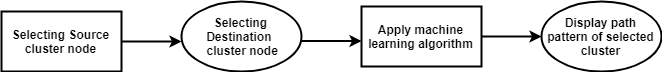 Selecting Source
cluster node
Selecting
Destination
cluster node
Apply machine
learning algorithm
Display path
pattern of selected
cluster